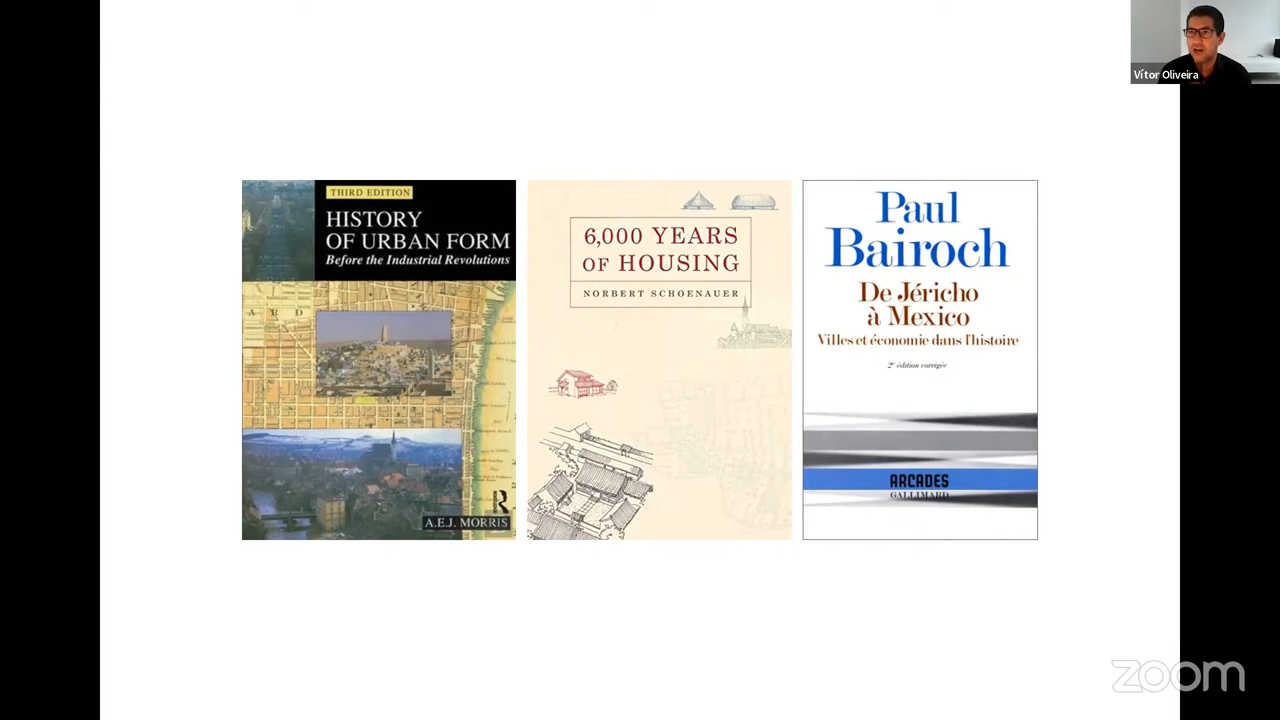 Vítor Oliveira
THIRD EDITION
HISTORY
OF URBAN FORM
Before the Industrial Revolutions
A R D
R
A.E.J. MORRIS
6,000 YEARS
OF HOUSING
NORBERT SCHOENAUER
Paul
Bairoch
De Jéricho
à Mexico
Villes et économie dans l'histoire
2e édition corrigée
ARCADES
GALLIMARD
zoom